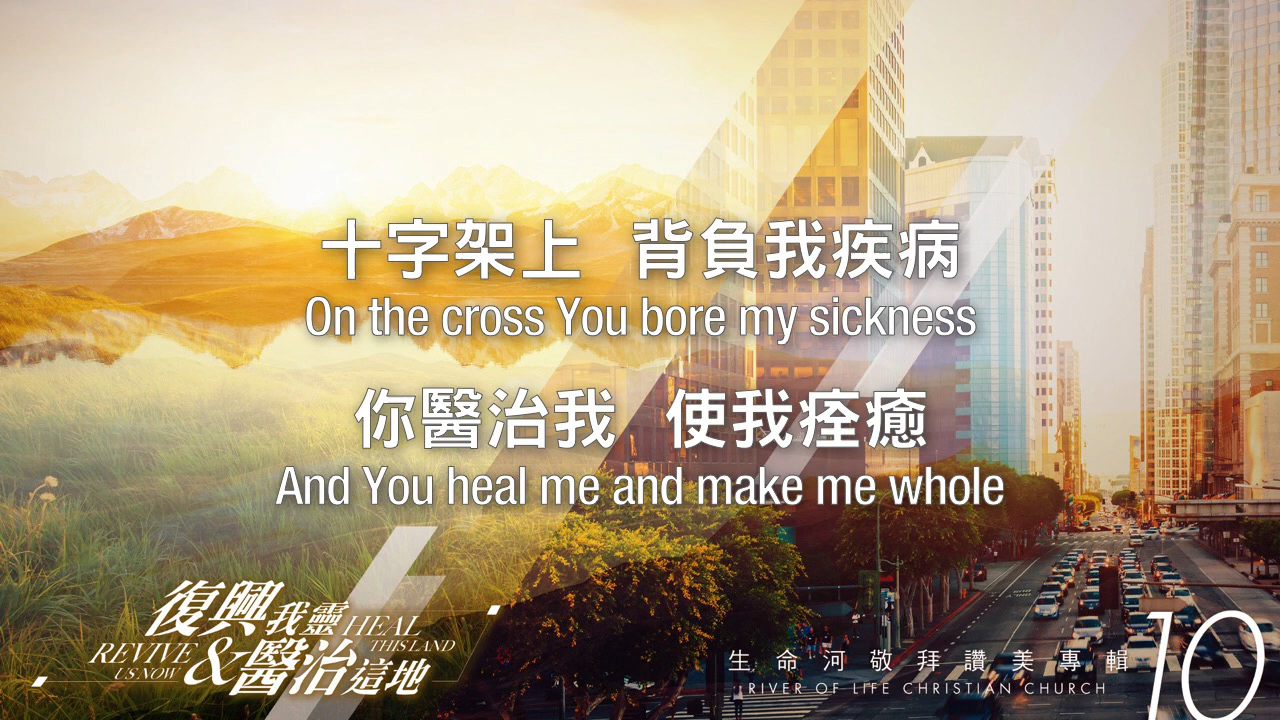 十字架上 背負我疾病
On the cross You bore my sickness
你醫治我 使我痊癒
And You heal me and make me whole
復興我靈 HEAL
REVIVE & 醫治 THIS LAND
US NOW 這地
生命河敬拜讚美專輯 10
RIVER OF LIFE CHRISTIAN CHURCH